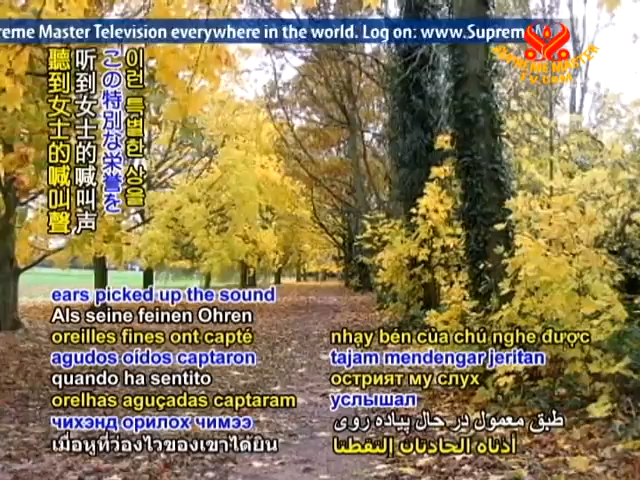 reme Master Television everywhere in the world. Log on: www.Suprem
SUPREME MASTER
TV.com
聽到女士的喊叫聲
听到女士的喊叫声
この特別な栄誉を
이런 특별한 상을
ears picked up the sound
Als seine feinen Ohren
oreilles fines ont capté
agudos oídos captaron
quando ha sentito
orelhas aguçadas captaram
чихэнд орилох чимээ
เมื่อหูที่ว่องไวของเขาได้ยิน
nhạy bén của chú nghe được
tajam mendengar jeritan
острият му слух
услышал
طبق معمول در حال پیاده روی
أذناه الحادتان إلتقطتا